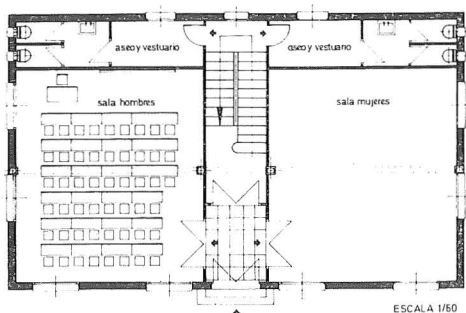 aseo y vestuario
aseo y vestuario
sala hombres
sala mujeres
ESCALA 1/60